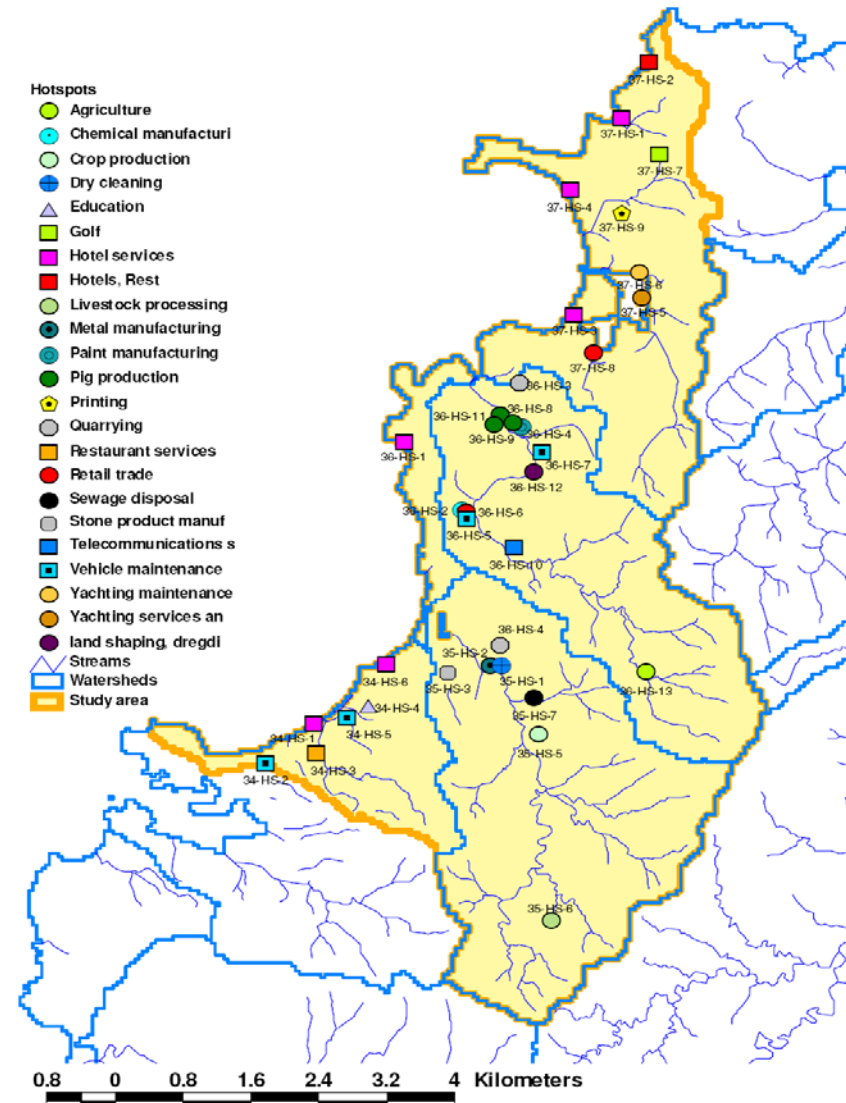 Hotspots
Agriculture
Chemical manufacturi
Crop production
Dry cleaning
Education
Golf
Hotel services
Hotels, Rest
Livestock processing
Metal manufacturing
Paint manufacturing
Pig production
Printing
Quarrying
Restaurant services
Retail trade
Sewage disposal
Stone product manuf
Telecommunications s
Vehicle maintenance
Yachting maintenance
Yachting services an
land shaping, dregdi
Streams
Watersheds
Study area
37-HS-2
37-HS-1
37-HS-7
37-HS-4
37-HS-9
37-HS-6
37-HS-5
37-HS-3
37-HS-8
36-HS-3
36-HS-8
36-HS-11
36-HS-4
36-HS-9
36-HS-1
36-HS-7
36-HS-12
36-HS-2
36-HS-6
36-HS-5
36-HS-10
36-HS-4
35-HS-2
35-HS-1
35-HS-3
34-HS-6
36-HS-13
34-HS-4
35-HS-7
34-HS-1
34-HS-5
35-HS-5
34-HS-3
34-HS-2
35-HS-6
0.8 0 0.8 1.6 2.4 3.2 4 Kilometers